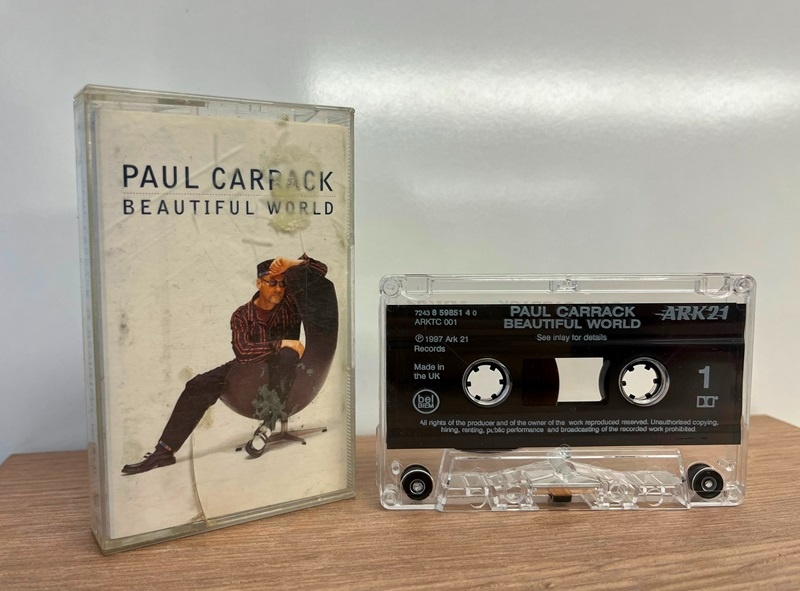 PAUL CARRACK
BEAUTIFUL WORLD
7243 8 59851 4 0
ARKTC 001
PAUL CARRACK
BEAUTIFUL WORLD
ARK21
℗ 1997 Ark 21
Records
See inlay for details
Made in
the UK
bel
BIEM
1
All rights of the producer and of the owner of the work reproduced reserved. Unauthorised copying,
hiring, renting, public performance and broadcasting of the recorded work prohibited.